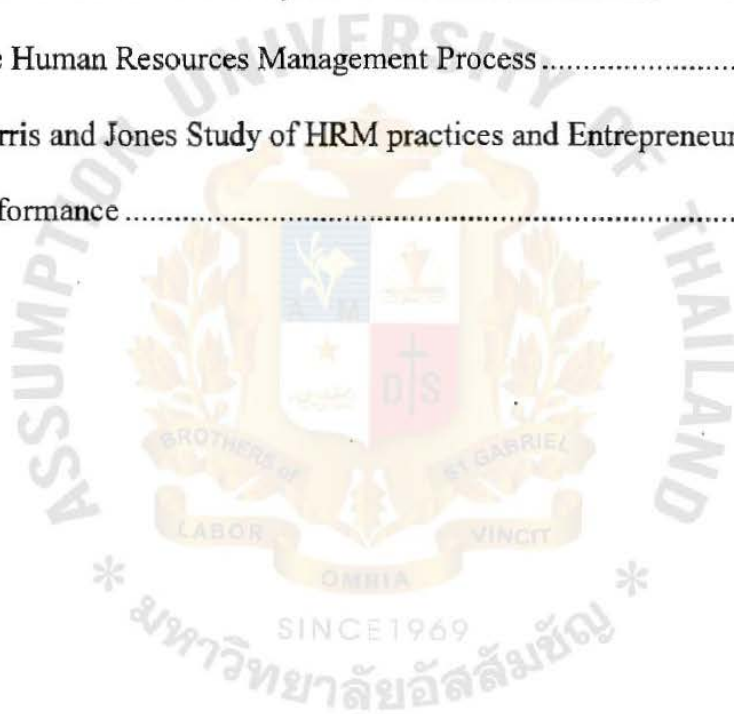 e Human Resources Management Process
rris and Jones Study of HRM practices and Entrepreneur
formance
ASSUMPTION UNIVERSITY OF THAILAND
A M
D S
BROTHERS of ST GABRIEL
LABOR VINCIT
OMNIA
SINCE1969
มหาวิทยาลัยอัสสัมชัญ